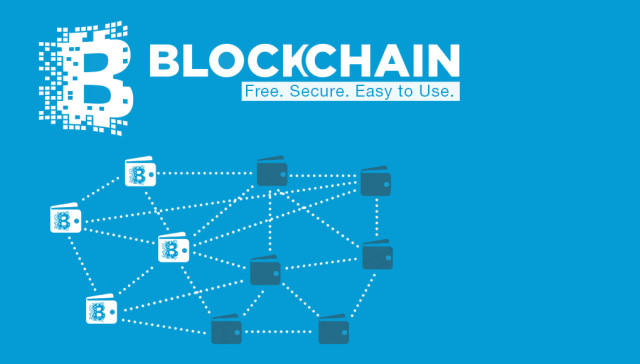 BLOCKCHAIN
Free. Secure. Easy to Use.